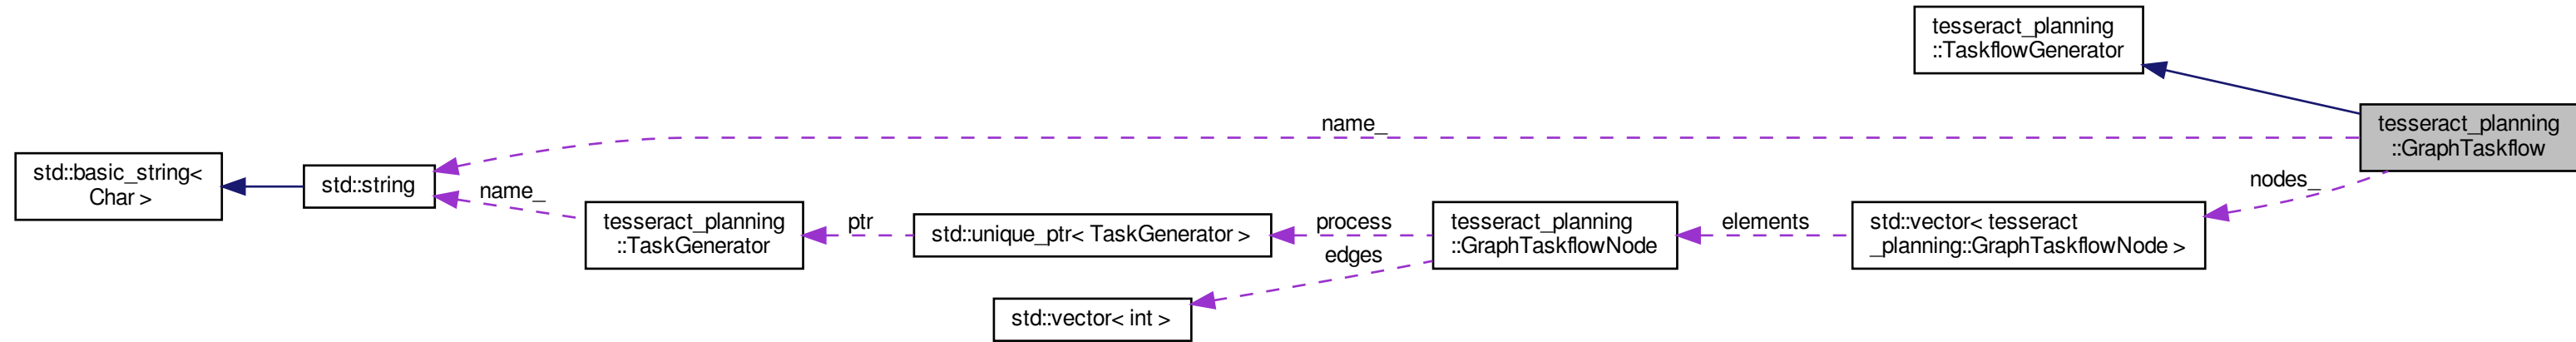 tesseract_planning
::TaskflowGenerator
name_
tesseract_planning
::GraphTaskflow
std::basic_string<
Char >
std::string
name_
nodes_
tesseract_planning
::TaskGenerator
ptr
std::unique_ptr< TaskGenerator >
process
edges
tesseract_planning
::GraphTaskflowNode
elements
std::vector< tesseract
_planning::GraphTaskflowNode >
std::vector< int >